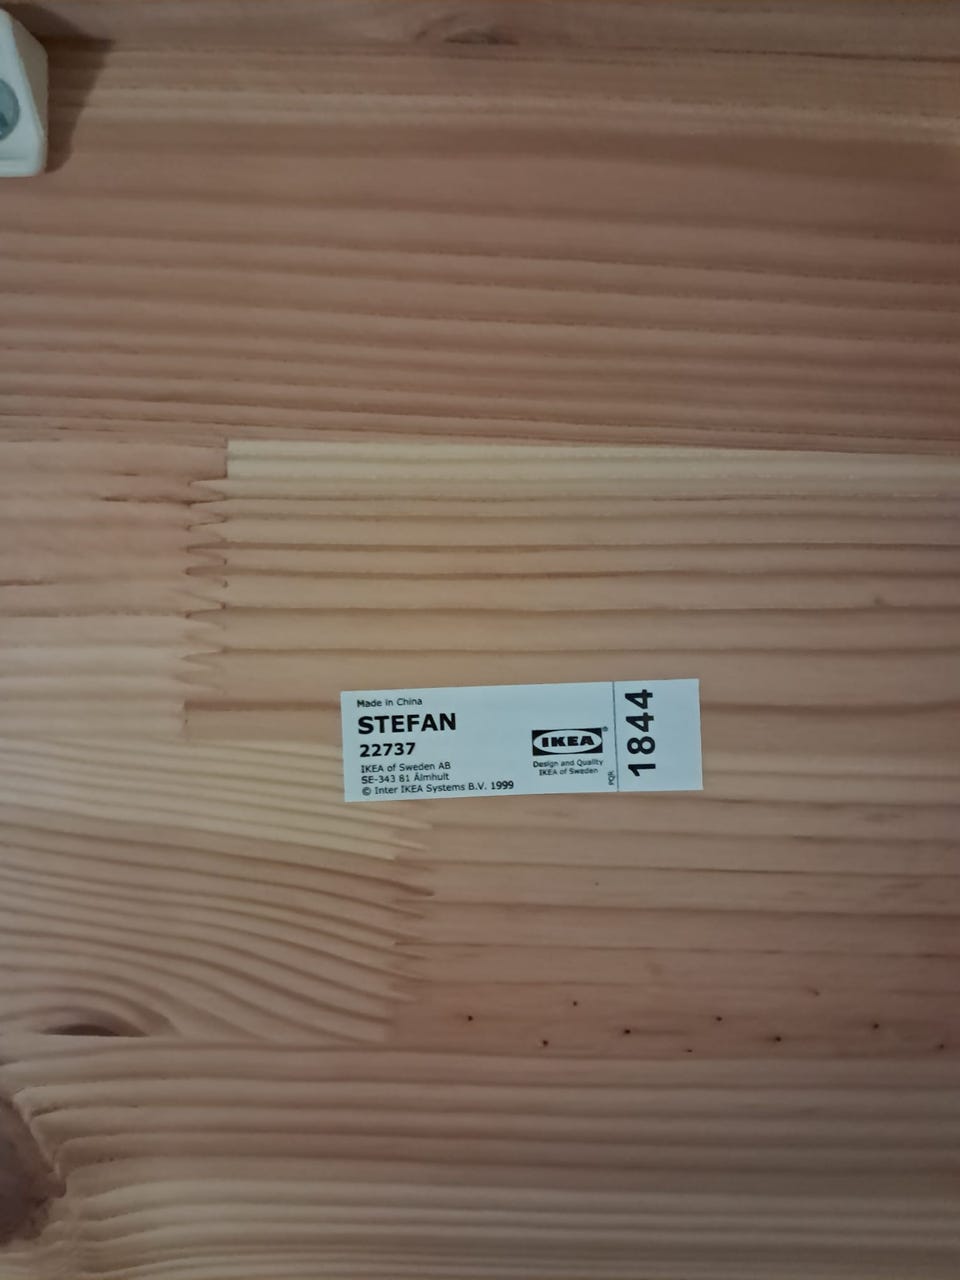 Made in China
STEFAN
22737
IKEA of Sweden AB
SE-343 81 Älmhult
© Inter IKEA Systems B.V. 1999
IKEA®
Design and Quality
IKEA of Sweden
PQR
1844